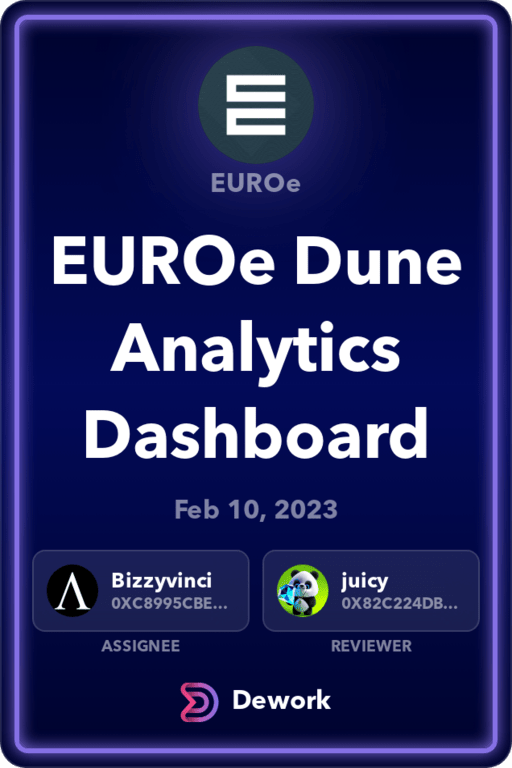 EUROe
EUROe Dune
Analytics
Dashboard
Feb 10, 2023
Bizzyvinci
0XC8995CBE...
ASSIGNEE
juicy
0X82C224DB...
REVIEWER
Dework